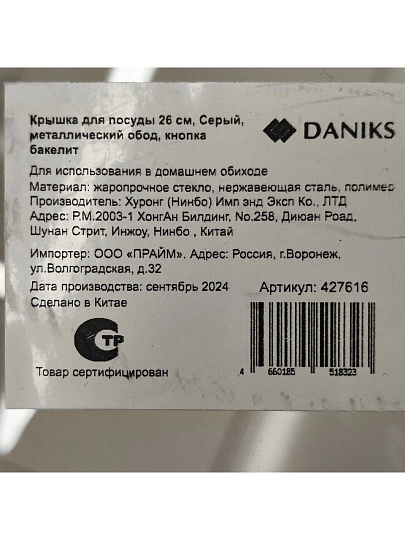 Крышка для посуды 26 см, Серый,
металлический обод, кнопка
бакелит
DANIKS
Для использования в домашнем обиходе
Материал: жаропрочное стекло, нержавеющая сталь, полимер
Производитель: Хуронг (Нинбо) Имп энд Эксп Ко., ЛТД
Адрес: Р.М.2003-1 ХонгАн Билдинг, No.258, Диюан Роад,
Шунан Стрит, Инжоу, Нинбо , Китай
Импортер: ООО «ПРАЙМ». Адрес: Россия, г.Воронеж,
ул.Волгоградская, д.32
Дата производства: сентябрь 2024
Артикул: 427616
Сделано в Китае
ТР
Товар сертифицирован
4 660185 518323